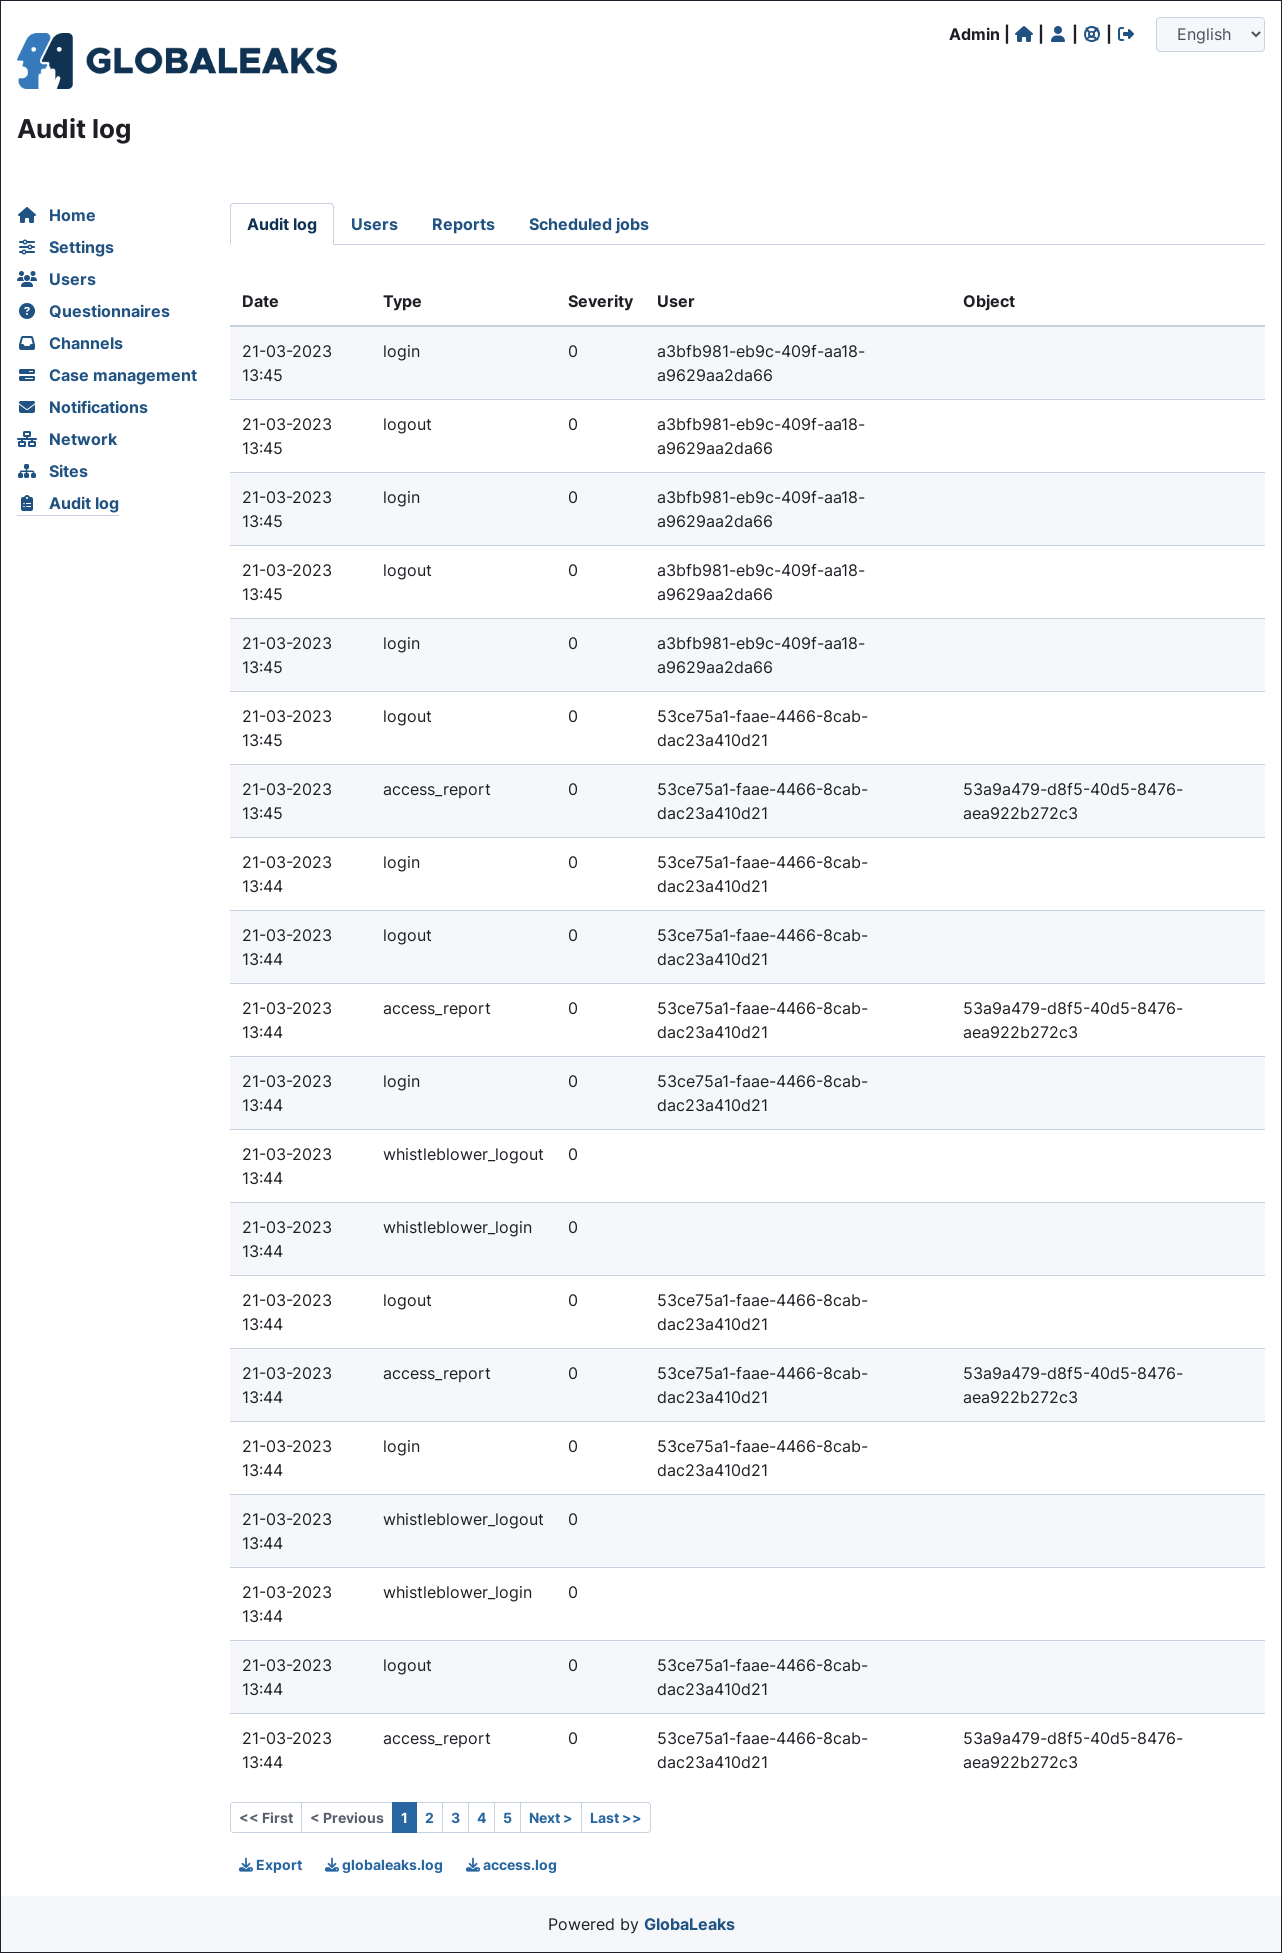 Admin | | | |
English
GLOBALEAKS
Audit log
Home
Settings
Users
Questionnaires
Channels
Case management
Notifications
Network
Sites
Audit log
Audit log Users Reports Scheduled jobs
Date Type Severity User Object
21-03-2023 login 0 a3bfb981-eb9c-409f-aa18-
13:45 a9629aa2da66
21-03-2023 logout 0 a3bfb981-eb9c-409f-aa18-
13:45 a9629aa2da66
21-03-2023 login 0 a3bfb981-eb9c-409f-aa18-
13:45 a9629aa2da66
21-03-2023 logout 0 a3bfb981-eb9c-409f-aa18-
13:45 a9629aa2da66
21-03-2023 login 0 a3bfb981-eb9c-409f-aa18-
13:45 a9629aa2da66
21-03-2023 logout 0 53ce75a1-faae-4466-8cab-
13:45 dac23a410d21
21-03-2023 access_report 0 53ce75a1-faae-4466-8cab- 53a9a479-d8f5-40d5-8476-
13:45 dac23a410d21 aea922b272c3
21-03-2023 login 0 53ce75a1-faae-4466-8cab-
13:44 dac23a410d21
21-03-2023 logout 0 53ce75a1-faae-4466-8cab-
13:44 dac23a410d21
21-03-2023 access_report 0 53ce75a1-faae-4466-8cab- 53a9a479-d8f5-40d5-8476-
13:44 dac23a410d21 aea922b272c3
21-03-2023 login 0 53ce75a1-faae-4466-8cab-
13:44 dac23a410d21
21-03-2023 whistleblower_logout 0
13:44
21-03-2023 whistleblower_login 0
13:44
21-03-2023 logout 0 53ce75a1-faae-4466-8cab-
13:44 dac23a410d21
21-03-2023 access_report 0 53ce75a1-faae-4466-8cab- 53a9a479-d8f5-40d5-8476-
13:44 dac23a410d21 aea922b272c3
21-03-2023 login 0 53ce75a1-faae-4466-8cab-
13:44 dac23a410d21
21-03-2023 whistleblower_logout 0
13:44
21-03-2023 whistleblower_login 0
13:44
21-03-2023 logout 0 53ce75a1-faae-4466-8cab-
13:44 dac23a410d21
21-03-2023 access_report 0 53ce75a1-faae-4466-8cab- 53a9a479-d8f5-40d5-8476-
13:44 dac23a410d21 aea922b272c3
<< First < Previous 1 2 3 4 5 Next > Last >>
Export globaleaks.log access.log
Powered by GlobaLeaks